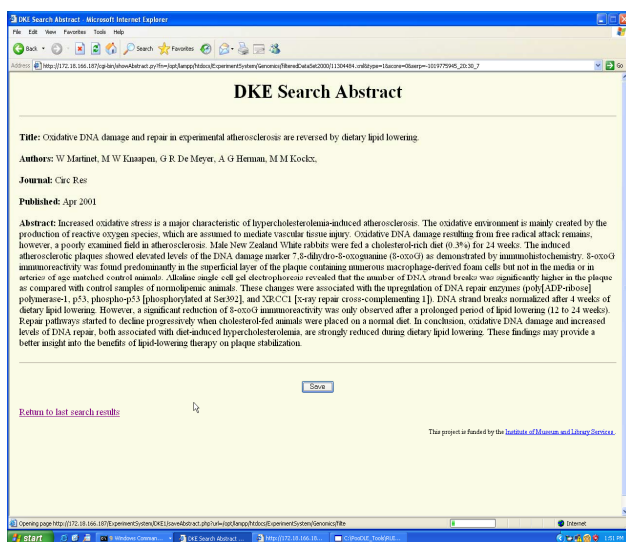 DKE Search Abstract - Microsoft Internet Explorer
File Edit View Favorites Tools Help
Back Search Favorites
Address http://172.18.166.187/cgi-bin/showAbstract.py?fn=/opt/lampp/htdocs/ExperimentSystem/Genomics/filteredDataSet2000/11304484.cnl&type=1&score=0&serp=-1019775945_20:30_7 Go
DKE Search Abstract
Title: Oxidative DNA damage and repair in experimental atherosclerosis are reversed by dietary lipid lowering.
Authors: W Martinet, M W Knaapen, G R De Meyer, A G Herman, M M Kockx,
Journal: Circ Res
Published: Apr 2001
Abstract: Increased oxidative stress is a major characteristic of hypercholesterolemia-induced atherosclerosis. The oxidative environment is mainly created by the
production of reactive oxygen species, which are assumed to mediate vascular tissue injury. Oxidative DNA damage resulting from free radical attack remains,
however, a poorly examined field in atherosclerosis. Male New Zealand White rabbits were fed a cholesterol-rich diet (0.3%) for 24 weeks. The induced
atherosclerotic plaques showed elevated levels of the DNA damage marker 7,8-dihydro-8-oxoguanine (8-oxoG) as demonstrated by immunohistochemistry. 8-oxoG
immunoreactivity was found predominantly in the superficial layer of the plaque containing numerous macrophage-derived foam cells but not in the media or in
arteries of age matched control animals. Alkaline single cell gel electrophoresis revealed that the number of DNA strand breaks was significantly higher in the plaque
as compared with control samples of normolipemic animals. These changes were associated with the upregulation of DNA repair enzymes (poly[ADP-ribose]
polymerase-1, p53, phospho-p53 [phosphorylated at Ser392], and XRCC1 [x-ray repair cross-complementing 1]). DNA strand breaks normalized after 4 weeks of
dietary lipid lowering. However, a significant reduction of 8-oxoG immunoreactivity was only observed after a prolonged period of lipid lowering (12 to 24 weeks).
Repair pathways started to decline progressively when cholesterol-fed animals were placed on a normal diet. In conclusion, oxidative DNA damage and increased
levels of DNA repair, both associated with diet-induced hypercholesterolemia, are strongly reduced during dietary lipid lowering. These findings may provide a
better insight into the benefits of lipid-lowering therapy on plaque stabilization.
Save
Return to last search results
This project is funded by the Institute of Museum and Library Services.
Opening page http://172.18.166.187/ExperimentSystem/DKE1/saveAbstract.php?url=/opt/lampp/htdocs/ExperimentSystem/Genomics/filte Internet
start 9 Windows Comman... DKE Search Abstract ... http://172.18.166.18... C:\PooDLE_Tools\RUE... 1:51 PM